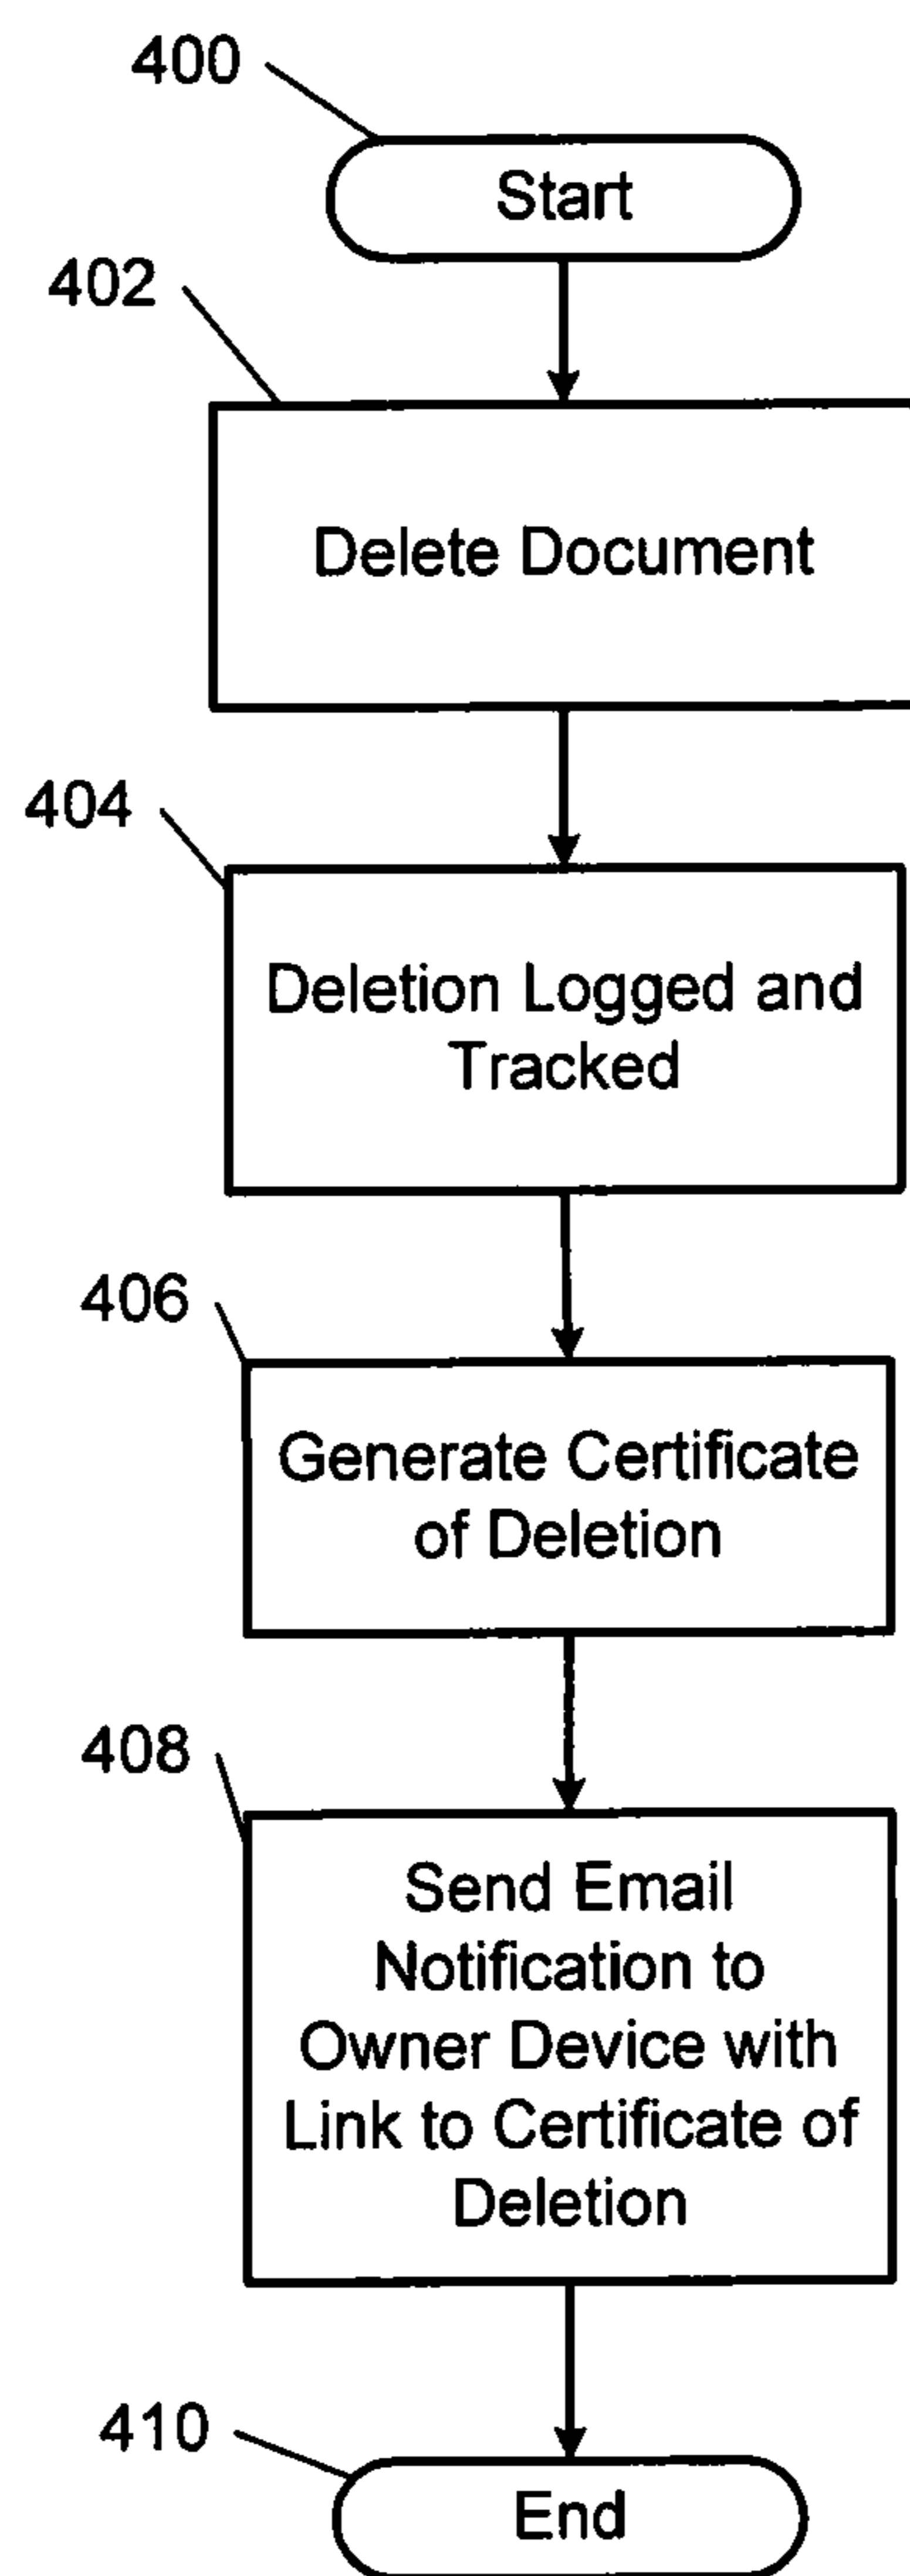 400
Start
402
Delete Document
404
Deletion Logged and
Tracked
406
Generate Certificate
of Deletion
408
Send Email
Notification to
Owner Device with
Link to Certificate of
Deletion
410
End